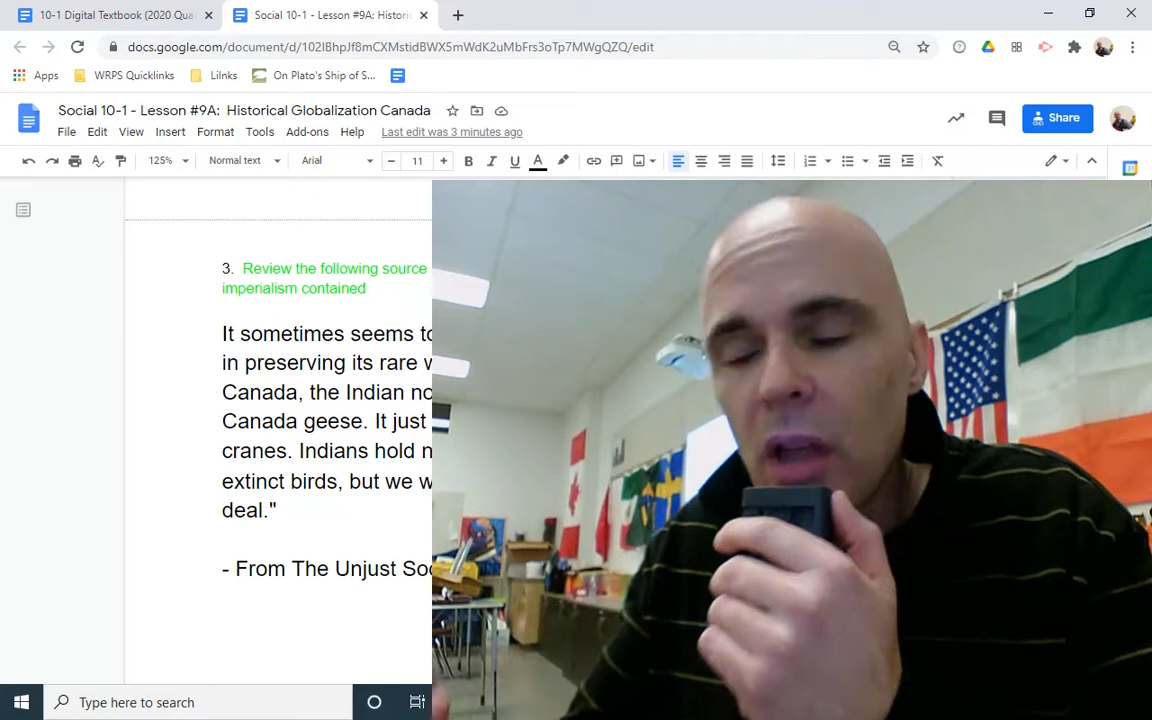 10-1 Digital Textbook (2020 Qua
Social 10-1 - Lesson #9A: Histori
docs.google.com/document/d/102IBhpJf8mCXMstidBWX5mWdK2uMbFrs3oTp7MWgQZQ/edit
Apps WRPS Quicklinks LiInks On Plato's Ship of S...
Social 10-1 - Lesson #9A: Historical Globalization Canada
File Edit View Insert Format Tools Add-ons Help Last edit was 3 minutes ago
Share
125% Normal text Arial 11 B I U A
3. Review the following source
imperialism contained
It sometimes seems to
in preserving its rare w
Canada, the Indian no
Canada geese. It just
cranes. Indians hold n
extinct birds, but we w
deal."
- From The Unjust Soc
Type here to search